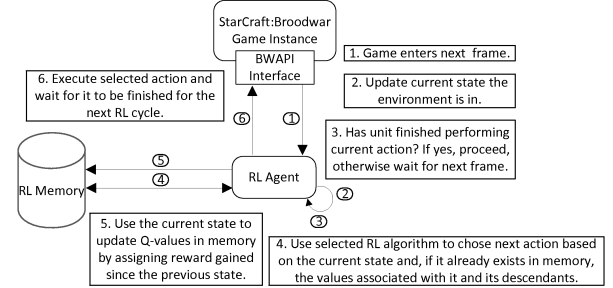 StarCraft:Broodwar
Game Instance
BWAPI
Interface
1. Game enters next frame.
2. Update current state the
environment is in.
6. Execute selected action and
wait for it to be finished for the
next RL cycle.
6
1
3. Has unit finished performing
current action? If yes, proceed,
otherwise wait for next frame.
5
4
RL Memory
RL Agent
2
3
5. Use the current state to
update Q-values in memory
by assigning reward gained
since the previous state.
4. Use selected RL algorithm to chose next action based
on the current state and, if it already exists in memory,
the values associated with it and its descendants.